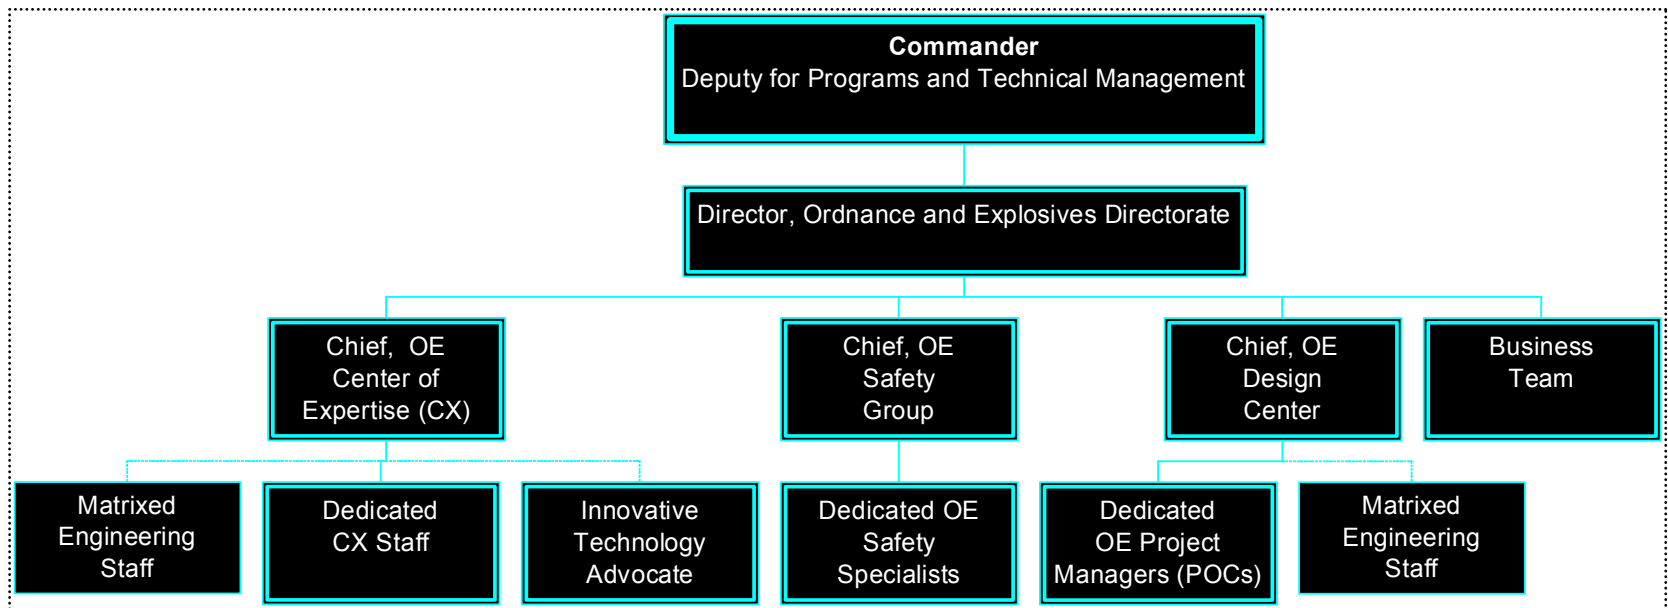 Commander
Deputy for Programs and Technical Management
Director, Ordnance and Explosives Directorate
Chief, OE
Center of
Expertise (CX)
Chief, OE
Safety
Group
Chief, OE
Design
Center
Business
Team
Matrixed
Engineering
Staff
Dedicated
CX Staff
Innovative
Technology
Advocate
Dedicated OE
Safety
Specialists
Dedicated
OE Project
Managers (POCs)
Matrixed
Engineering
Staff